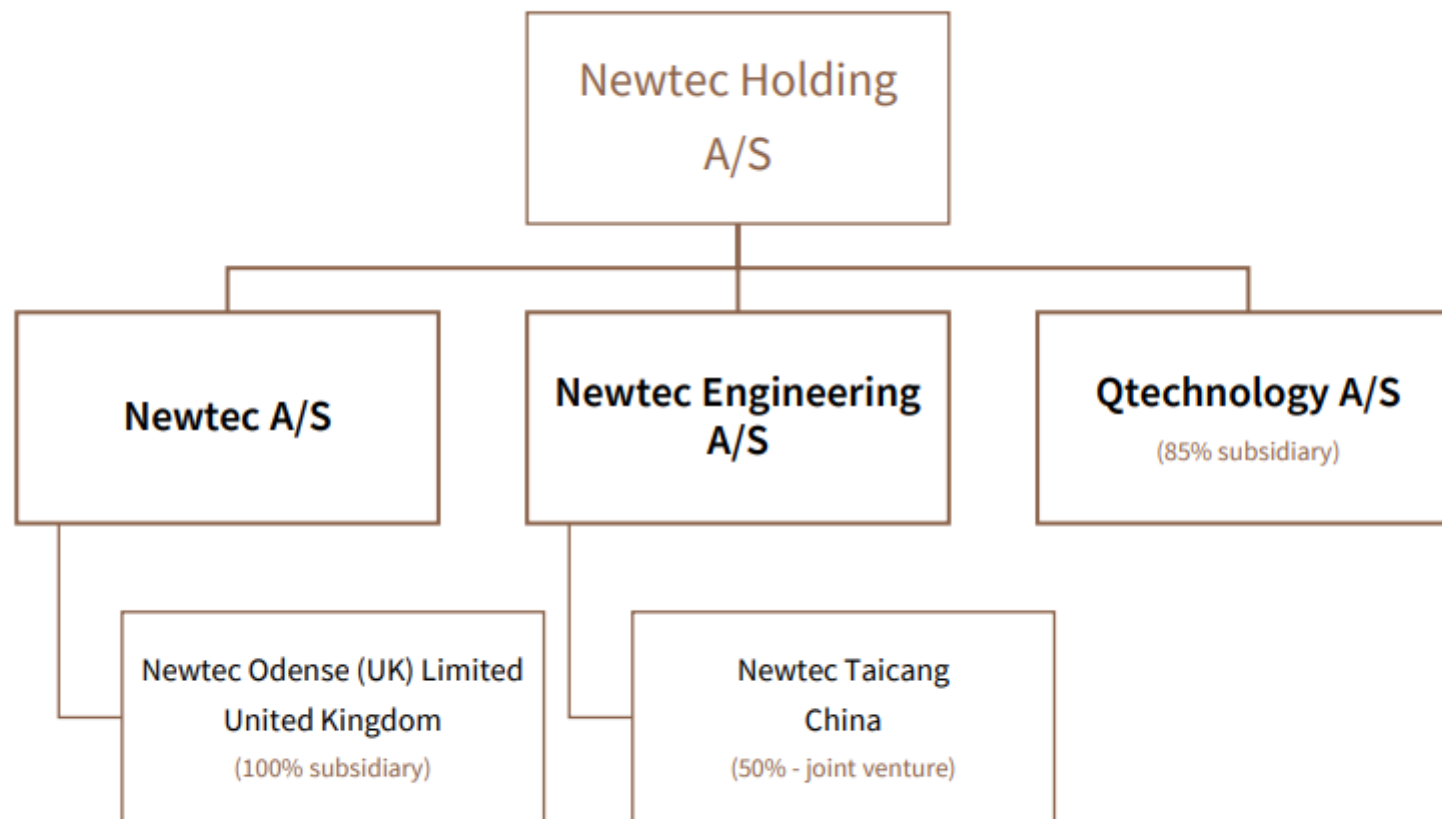 Newtec Holding
A/S
Newtec A/S
Newtec Engineering
A/S
Qtechnology A/S
(85% subsidiary)
Newtec Odense (UK) Limited
United Kingdom
(100% subsidiary)
Newtec Taicang
China
(50% - joint venture)